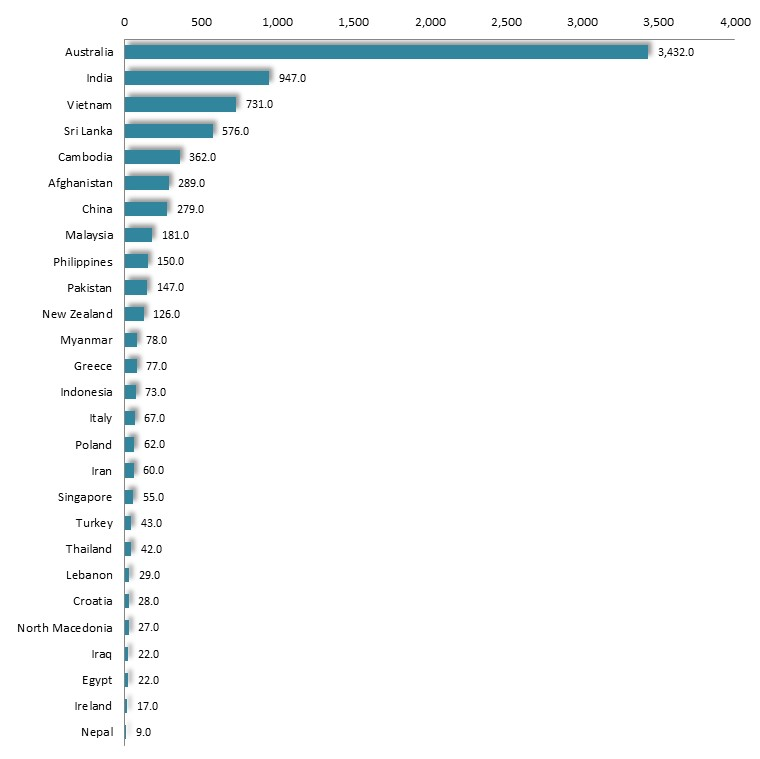 0 500 1,000 1,500 2,000 2,500 3,000 3,500 4,000
Australia 3,432.0
India 947.0
Vietnam 731.0
Sri Lanka 576.0
Cambodia 362.0
Afghanistan 289.0
China 279.0
Malaysia 181.0
Philippines 150.0
Pakistan 147.0
New Zealand 126.0
Myanmar 78.0
Greece 77.0
Indonesia 73.0
Italy 67.0
Poland 62.0
Iran 60.0
Singapore 55.0
Turkey 43.0
Thailand 42.0
Lebanon 29.0
Croatia 28.0
North Macedonia 27.0
Iraq 22.0
Egypt 22.0
Ireland 17.0
Nepal 9.0